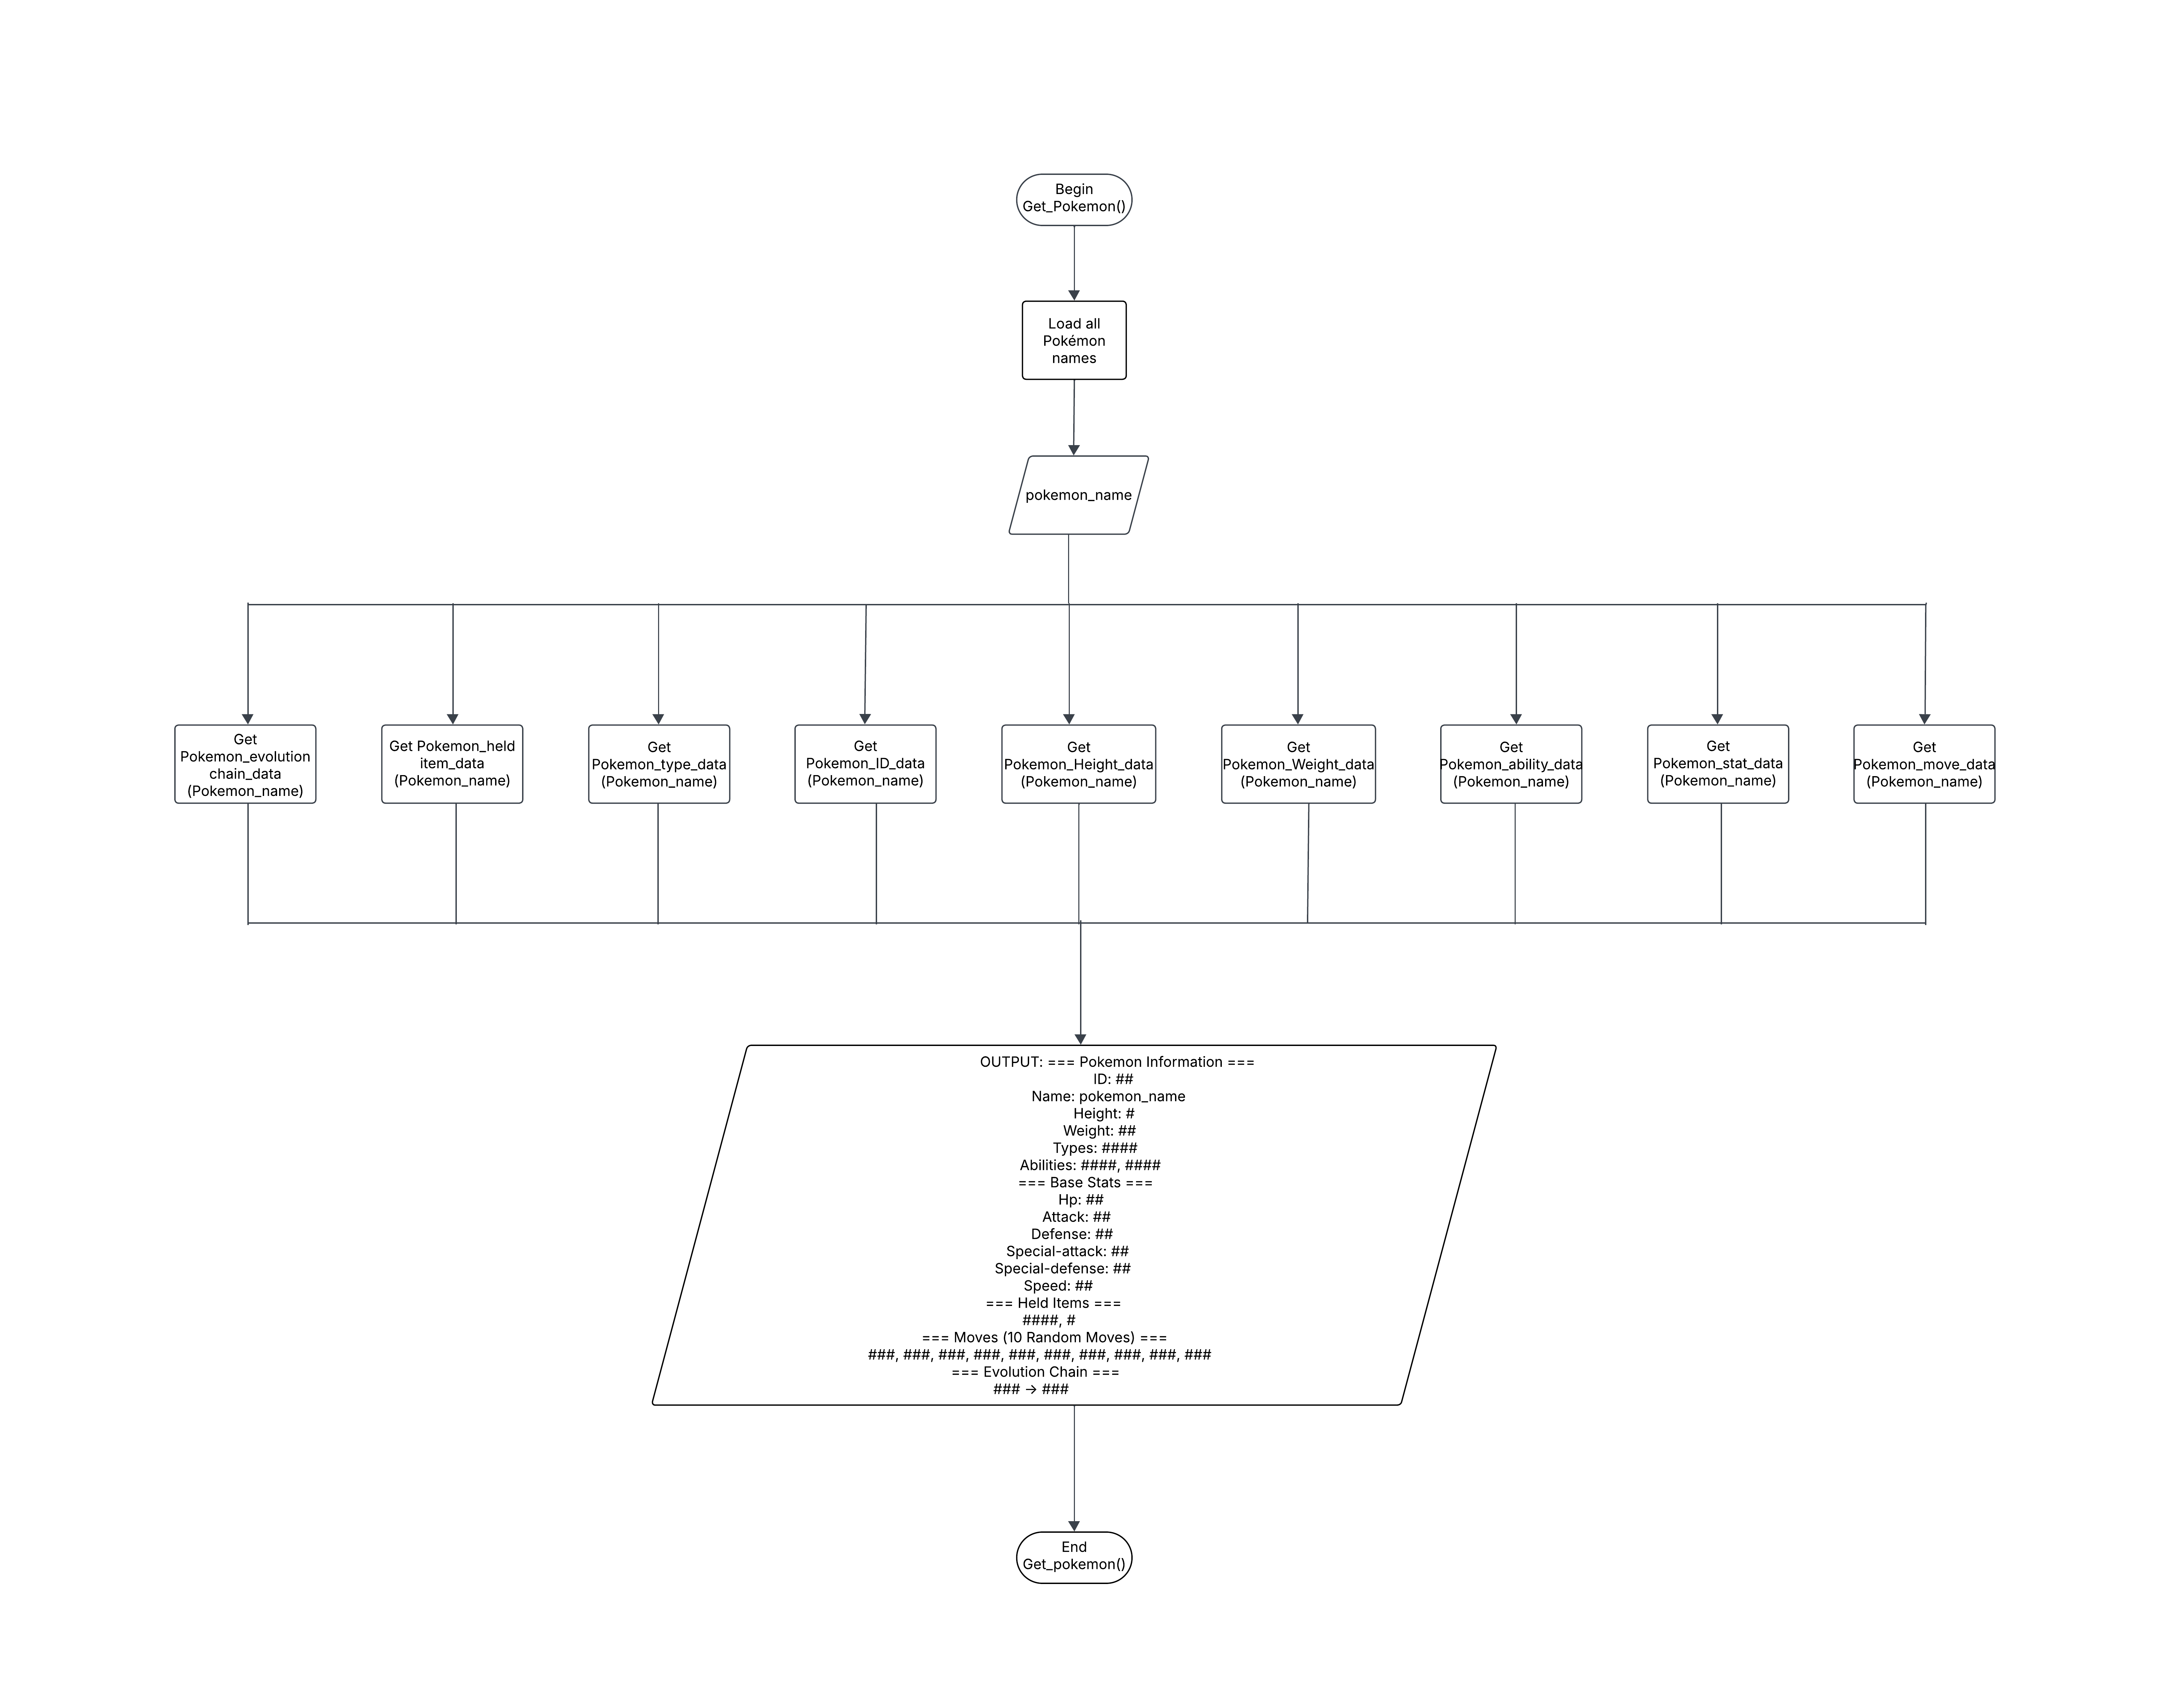 Begin
Get_Pokemon()
Load all
Pokémon
names
pokemon_name
Get
Pokemon_evolution
chain_data
(Pokemon_name)
Get Pokemon_held
item_data
(Pokemon_name)
Get
Pokemon_type_data
(Pokemon_name)
Get
Pokemon_ID_data
(Pokemon_name)
Get
Pokemon_Height_data
(Pokemon_name)
Get
Pokemon_Weight_data
(Pokemon_name)
Get
Pokemon_ability_data
(Pokemon_name)
Get
Pokemon_stat_data
(Pokemon_name)
Get
Pokemon_move_data
(Pokemon_name)
OUTPUT: === Pokemon Information ===
ID: ##
Name: pokemon_name
Height: #
Weight: ##
Types: ####
Abilities: ####, ####
=== Base Stats ===
Hp: ##
Attack: ##
Defense: ##
Special-attack: ##
Special-defense: ##
Speed: ##
=== Held Items ===
####, #
=== Moves (10 Random Moves) ===
###, ###, ###, ###, ###, ###, ###, ###, ###, ###
=== Evolution Chain ===
### → ###
End
Get_pokemon()